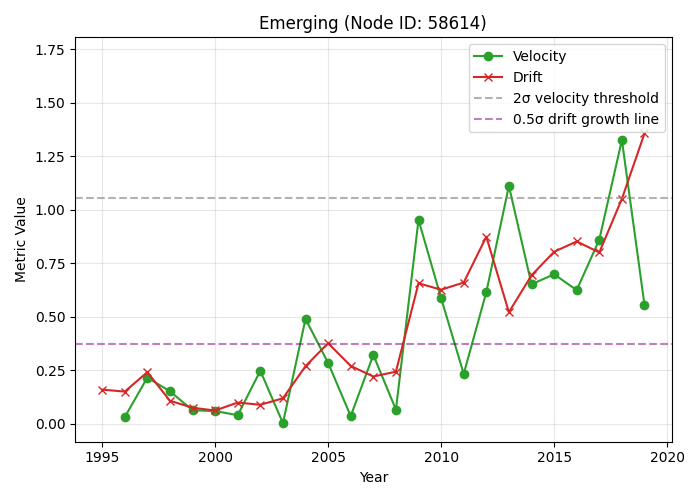 Emerging (Node ID: 58614)
Velocity
Drift
2σ velocity threshold
0.5σ drift growth line
Metric Value
1.75
1.50
1.25
1.00
0.75
0.50
0.25
0.00
1995 2000 2005 2010 2015 2020
Year